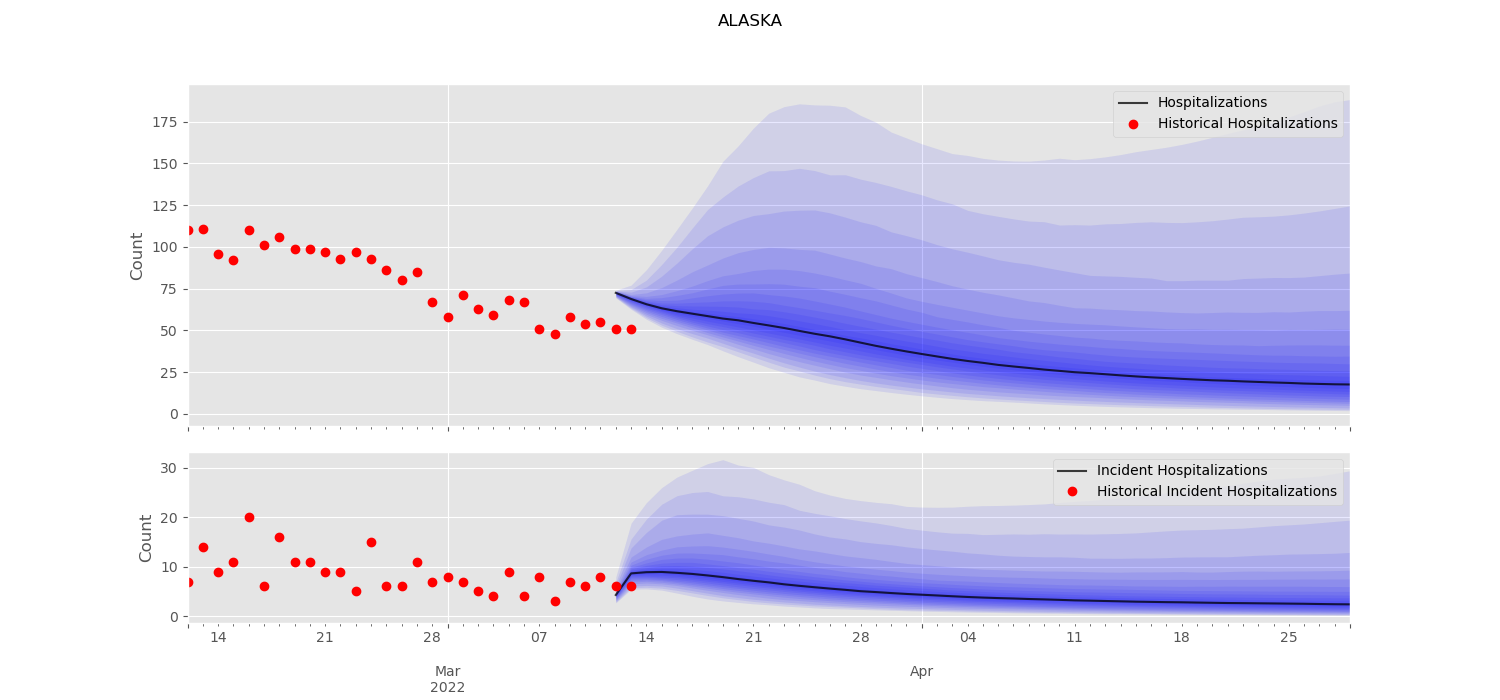 ALASKA
Hospitalizations
Historical Hospitalizations
175
150
125
100
75
50
25
0
Count
Incident Hospitalizations
Historical Incident Hospitalizations
30
20
10
0
Count
14 21 28 07 14 21 28 04 11 18 25
Mar Apr
2022